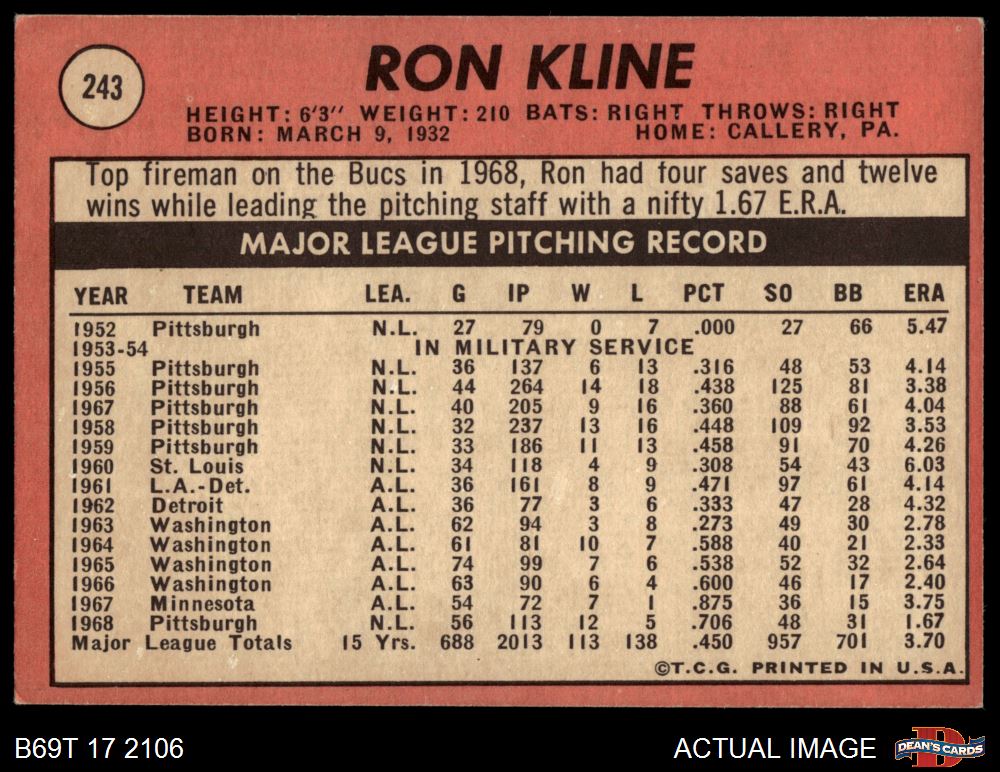 243
RON KLINE
HEIGHT: 6'3" WEIGHT: 210 BATS: RIGHT THROWS: RIGHT
BORN: MARCH 9, 1932 HOME: CALLERY, PA.
Top fireman on the Bucs in 1968, Ron had four saves and twelve
wins while leading the pitching staff with a nifty 1.67 E.R.A.
MAJOR LEAGUE PITCHING RECORD
YEAR TEAM LEA. G IP W L PCT SO BB ERA
1952 Pittsburgh N.L. 27 79 0 7 .000 27 66 5.47
1953-54 IN MILITARY SERVICE
1955 Pittsburgh N.L. 36 137 6 13 .316 48 53 4.14
1956 Pittsburgh N.L. 44 264 14 18 .438 125 81 3.38
1967 Pittsburgh N.L. 40 205 9 16 .360 88 61 4.04
1958 Pittsburgh N.L. 32 237 13 16 .448 109 92 3.53
1959 Pittsburgh N.L. 33 186 11 13 .458 91 70 4.26
1960 St. Louis N.L. 34 118 4 9 .308 54 43 6.03
1961 L.A.-Det. A.L. 36 161 8 9 .471 97 61 4.14
1962 Detroit A.L. 36 77 3 6 .333 47 28 4.32
1963 Washington A.L. 62 94 3 8 .273 49 30 2.78
1964 Washington A.L. 61 81 10 7 .588 40 21 2.33
1965 Washington A.L. 74 99 7 6 .538 52 32 2.64
1966 Washington A.L. 63 90 6 4 .600 46 17 2.40
1967 Minnesota A.L. 54 72 7 1 .875 36 15 3.75
1968 Pittsburgh N.L. 56 113 12 5 .706 48 31 1.67
Major League Totals 15 Yrs. 688 2013 113 138 .450 957 701 3.70
©T.C.G. PRINTED IN U.S.A.
B69T 17 2106 ACTUAL IMAGE DEAN'S CARDS